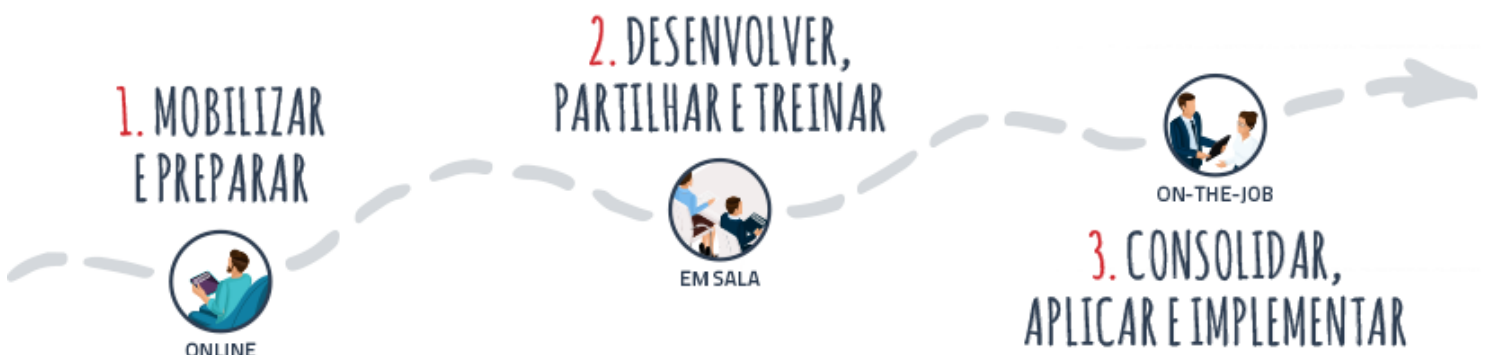 1. MOBILIZAR
E PREPARAR
ONLINE
2. DESENVOLVER,
PARTILHAR E TREINAR
EM SALA
ON-THE-JOB
3. CONSOLIDAR,
APLICAR E IMPLEMENTAR